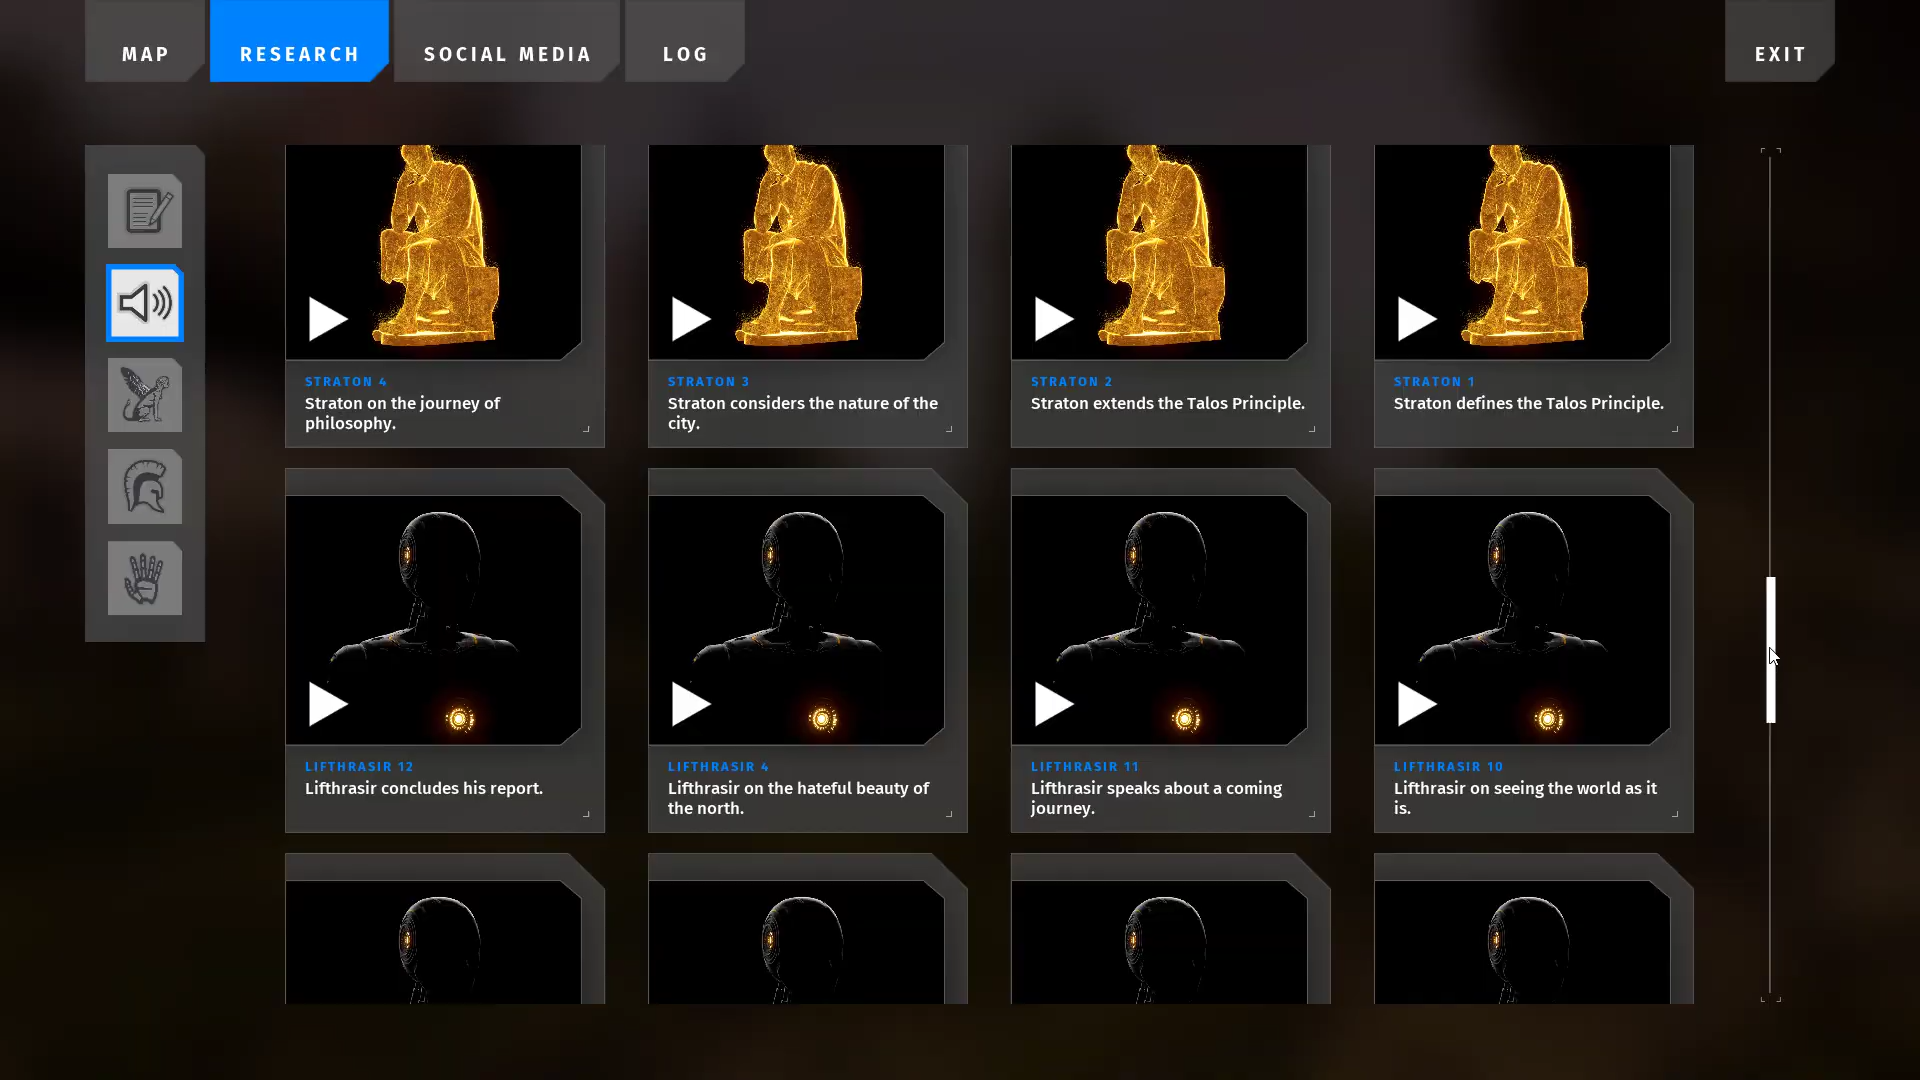 MAP
RESEARCH
SOCIAL MEDIA
LOG
EXIT
STRATON 4
Straton on the journey of
philosophy.
STRATON 3
Straton considers the nature of the
city.
STRATON 2
Straton extends the Talos Principle.
STRATON 1
Straton defines the Talos Principle.
LIFTHRASIR 12
Lifthrasir concludes his report.
LIFTHRASIR 4
Lifthrasir on the hateful beauty of
the north.
LIFTHRASIR 11
Lifthrasir speaks about a coming
journey.
LIFTHRASIR 10
Lifthrasir on seeing the world as it
is.